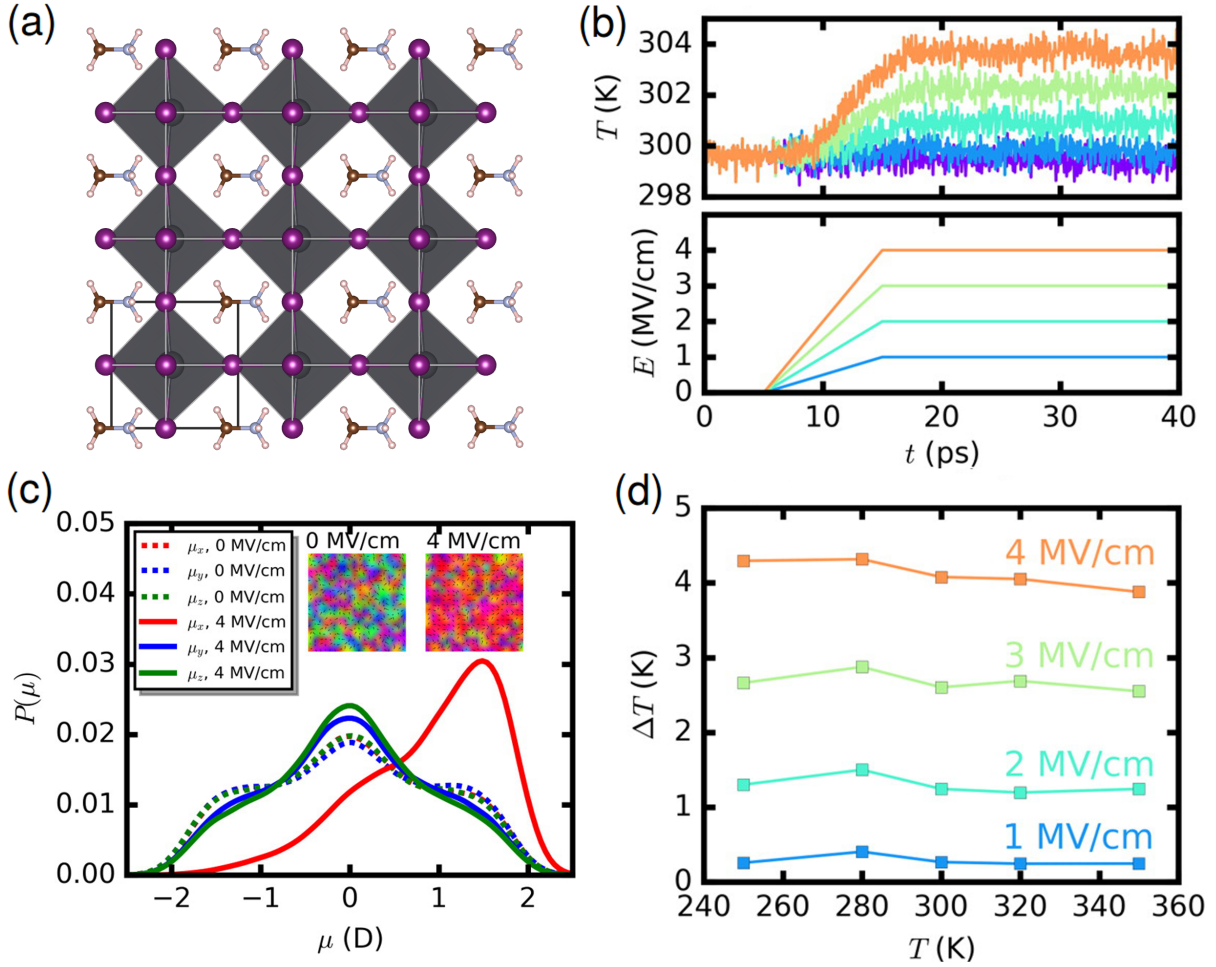 (a)
(b)
304
302
300
298
T (K)
4
3
2
1
0
E (MV/cm)
0 10 20 30 40
t (ps)
(c)
0.05
0.04
0.03
0.02
0.01
0.00
P(μ)
μx, 0 MV/cm
μy, 0 MV/cm
μz, 0 MV/cm
μx, 4 MV/cm
μy, 4 MV/cm
μz, 4 MV/cm
0 MV/cm
4 MV/cm
−2 −1 0 1 2
μ (D)
(d)
5
4
3
2
1
0
ΔT (K)
4 MV/cm
3 MV/cm
2 MV/cm
1 MV/cm
240 260 280 300 320 340 360
T (K)